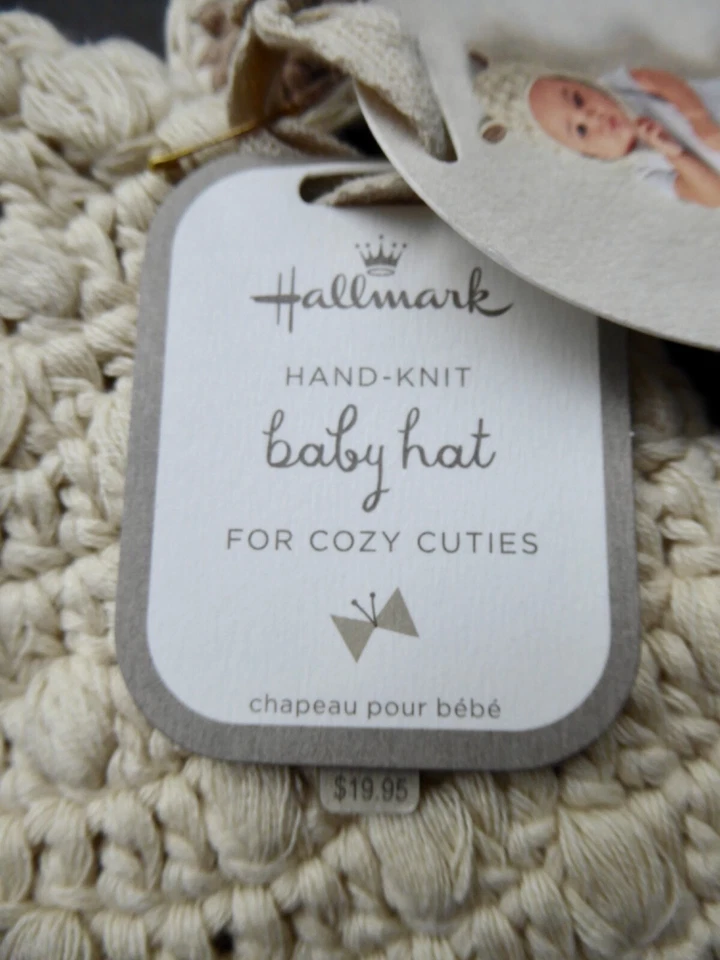 Hallmark
HAND-KNIT
baby hat
FOR COZY CUTIES
chapeau pour bébé
$19.95